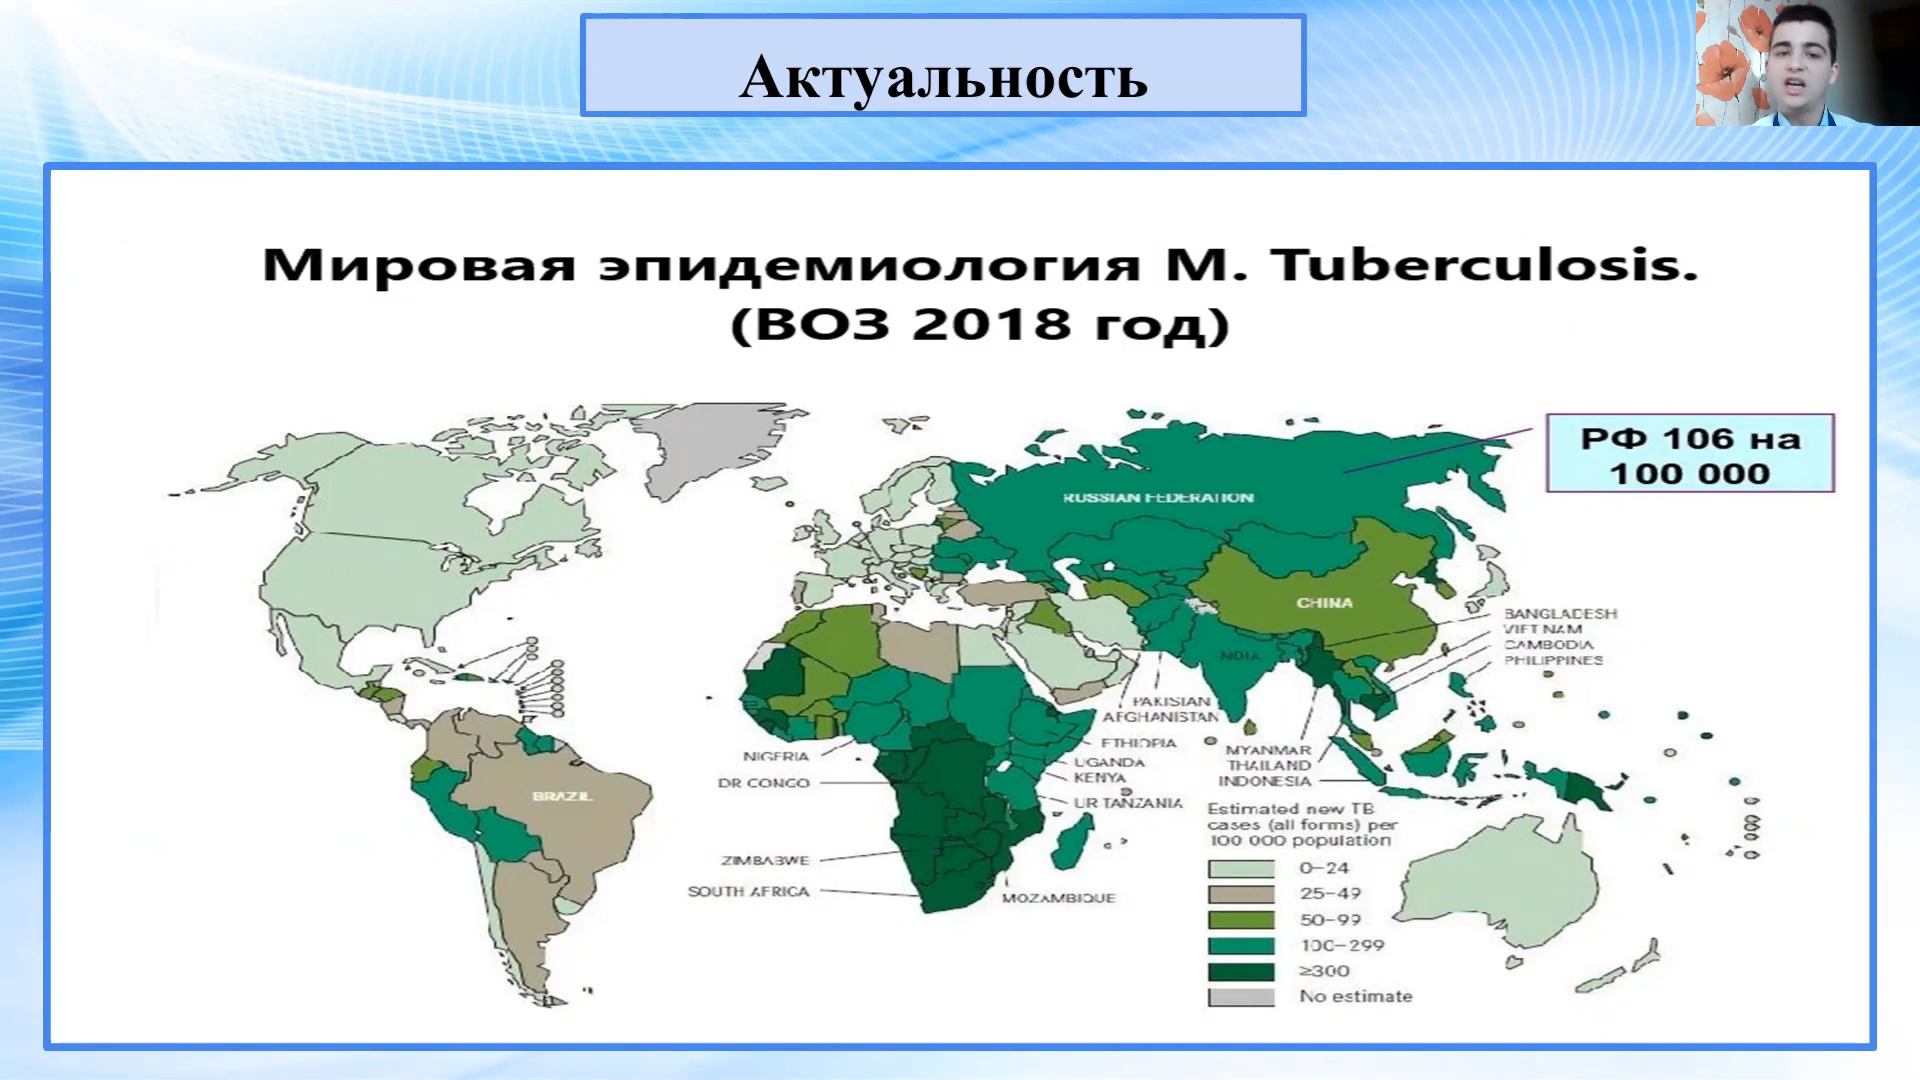 Актуальность
Мировая эпидемиология M. Tuberculosis.
(ВОЗ 2018 год)
РФ 106 на
100 000
RUSSIAN FEDERATION
CHINA
BANGLADESH
VIET NAM
CAMBODIA
PHILIPPINES
INDIA
PAKISTAN
AFGHANISTAN
ETHIOPIA
NIGERIA
UGANDA
KENYA
DR CONGO
UR TANZANIA
MYANMAR
THAILAND
INDONESIA
BRAZIL
ZIMBABWE
SOUTH AFRICA
MOZAMBIQUE
Estimated new TB
cases (all forms) per
100 000 population
0–24
25–49
50–99
100–299
≥300
No estimate